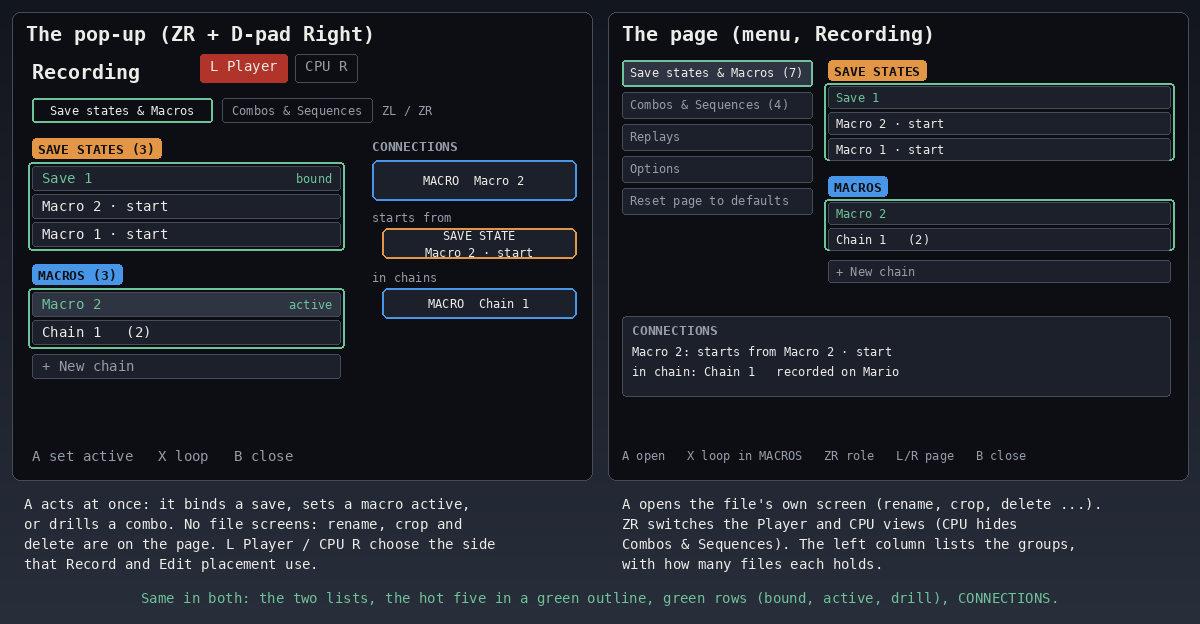 The pop-up (ZR + D-pad Right)
Recording
L Player
CPU R
Save states & Macros
Combos & Sequences
ZL / ZR
SAVE STATES (3)
Save 1 bound
Macro 2 · start
Macro 1 · start
MACROS (3)
Macro 2 active
Chain 1 (2)
+ New chain
CONNECTIONS
MACRO Macro 2
starts from
SAVE STATE
Macro 2 · start
in chains
MACRO Chain 1
A set active X loop B close
A acts at once: it binds a save, sets a macro active,
or drills a combo. No file screens: rename, crop and
delete are on the page. L Player / CPU R choose the side
that Record and Edit placement use.
The page (menu, Recording)
Save states & Macros (7)
Combos & Sequences (4)
Replays
Options
Reset page to defaults
SAVE STATES
Save 1
Macro 2 · start
Macro 1 · start
MACROS
Macro 2
Chain 1 (2)
+ New chain
CONNECTIONS
Macro 2: starts from Macro 2 · start
in chain: Chain 1 recorded on Mario
A open X loop in MACROS ZR role L/R page B close
A opens the file's own screen (rename, crop, delete ...).
ZR switches the Player and CPU views (CPU hides
Combos & Sequences). The left column lists the groups,
with how many files each holds.
Same in both: the two lists, the hot five in a green outline, green rows (bound, active, drill), CONNECTIONS.